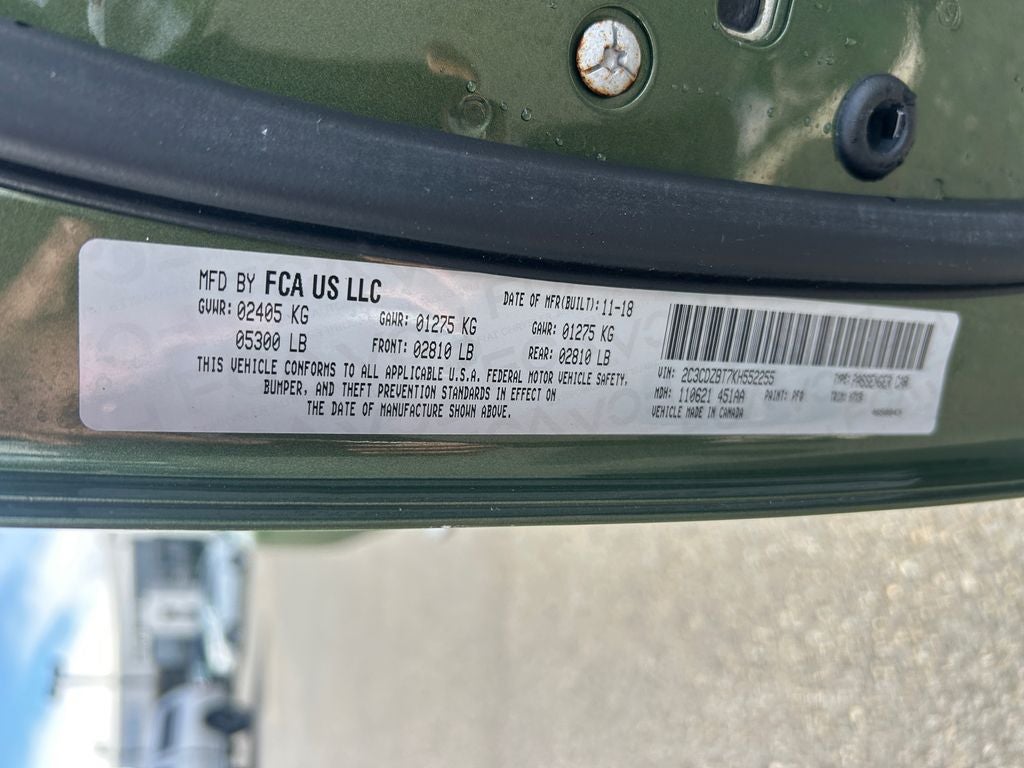 MFD BY FCA US LLC
DATE OF MFR(BUILT): 11-18
GVWR: 02405 KG
GAWR: 01275 KG
GAWR: 01275 KG
05300 LB
FRONT: 02810 LB
REAR: 02810 LB
THIS VEHICLE CONFORMS TO ALL APPLICABLE U.S.A. FEDERAL MOTOR VEHICLE SAFETY,
BUMPER, AND THEFT PREVENTION STANDARDS IN EFFECT ON
THE DATE OF MANUFACTURE SHOWN ABOVE.
VIN: 2C3CDZBT7KH552255
TYPE: PASSENGER CAR
MDH: 110621 451AA
PAINT: PFQ
TRIM:
VEHICLE MADE IN CANADA